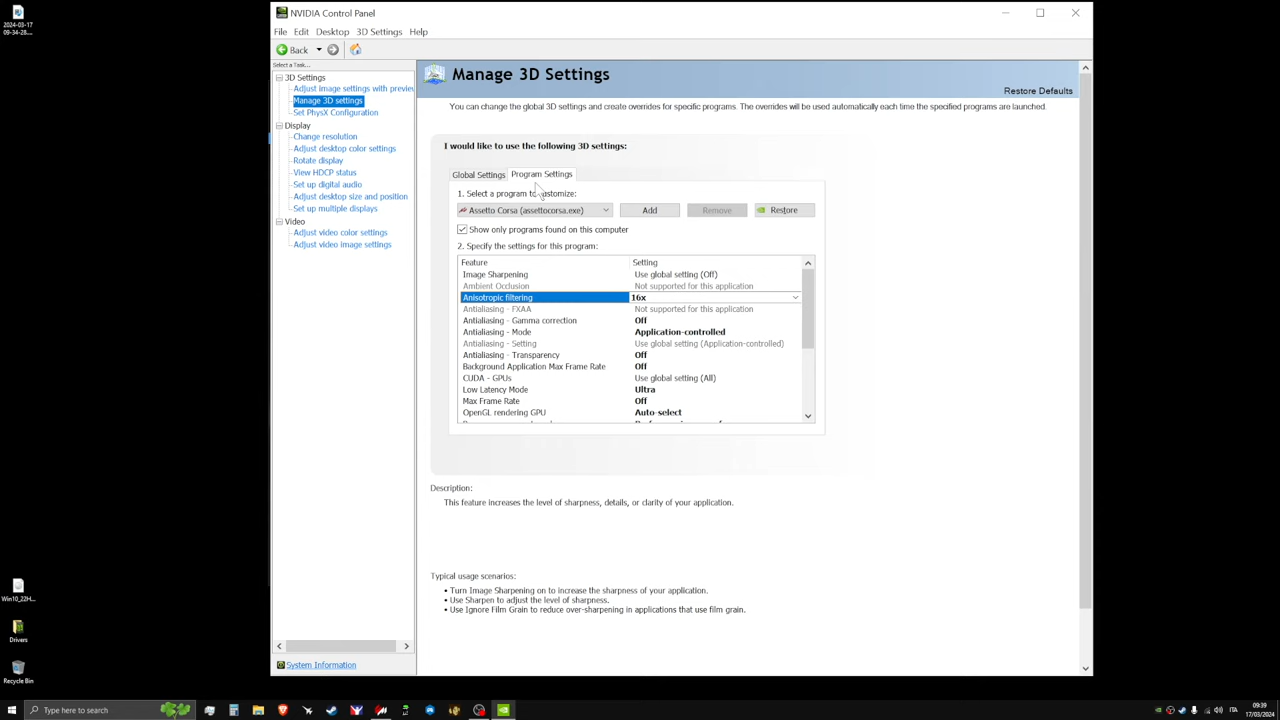 2024-03-17
09-34-28....
NVIDIA Control Panel
File Edit Desktop 3D Settings Help
Back
Select a Task...
3D Settings
Adjust image settings with preview
Manage 3D settings
Set PhysX Configuration
Display
Change resolution
Adjust desktop color settings
Rotate display
View HDCP status
Set up digital audio
Adjust desktop size and position
Set up multiple displays
Video
Adjust video color settings
Adjust video image settings
System Information
Manage 3D Settings
Restore Defaults
You can change the global 3D settings and create overrides for specific programs. The overrides will be used automatically each time the specified programs are launched.
I would like to use the following 3D settings:
Global Settings Program Settings
1. Select a program to customize:
Assetto Corsa (assettocorsa.exe) Add Remove Restore
Show only programs found on this computer
2. Specify the settings for this program:
Feature Setting
Image Sharpening Use global setting (Off)
Ambient Occlusion Not supported for this application
Anisotropic filtering 16x
Antialiasing - FXAA Not supported for this application
Antialiasing - Gamma correction Off
Antialiasing - Mode Application-controlled
Antialiasing - Setting Use global setting (Application-controlled)
Antialiasing - Transparency Off
Background Application Max Frame Rate Off
CUDA - GPUs Use global setting (All)
Low Latency Mode Ultra
Max Frame Rate Off
OpenGL rendering GPU Auto-select
Description:
This feature increases the level of sharpness, details, or clarity of your application.
Typical usage scenarios:
• Turn Image Sharpening on to increase the sharpness of your application.
• Use Sharpen to adjust the level of sharpness.
• Use Ignore Film Grain to reduce over-sharpening in applications that use film grain.
Win10_22H...
Drivers
Recycle Bin
Type here to search
ITA
09:39
17/03/2024